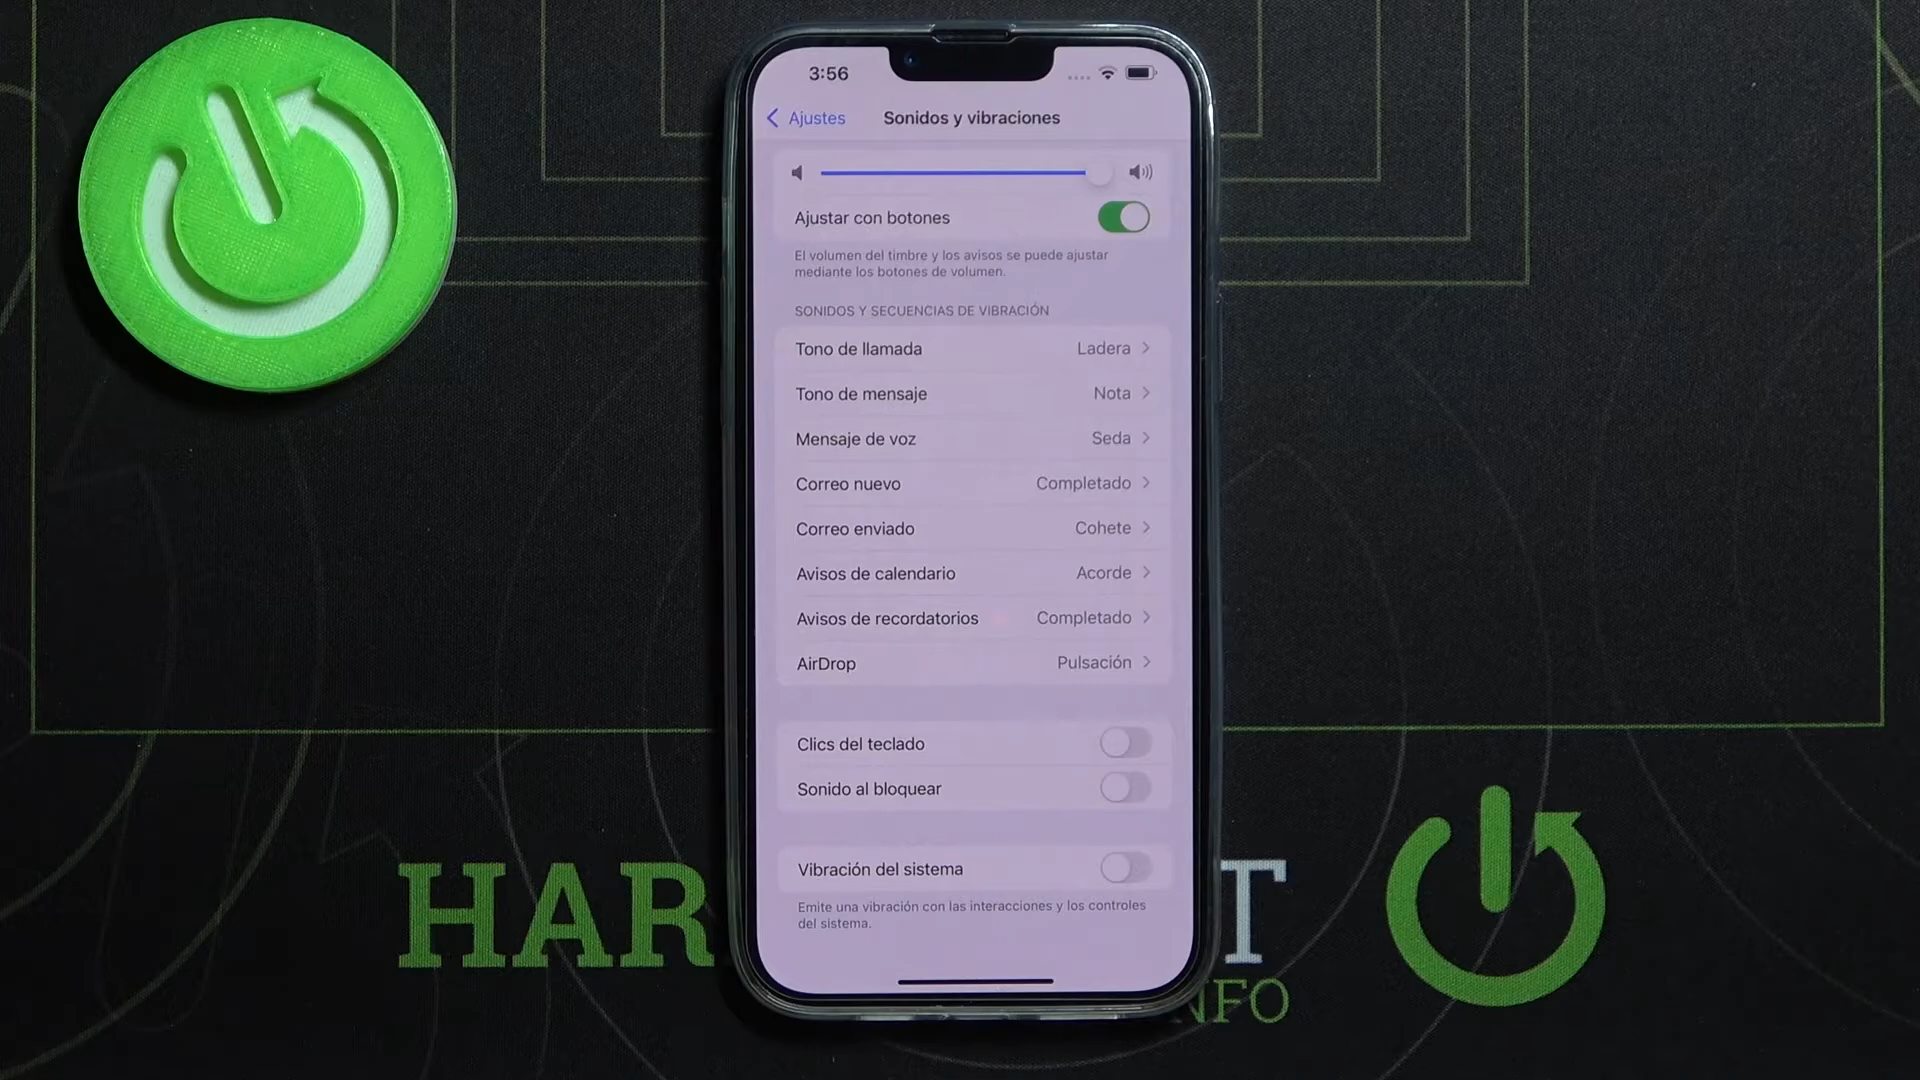 3:56
Ajustes
Sonidos y vibraciones
Ajustar con botones
El volumen del timbre y los avisos se puede ajustar
mediante los botones de volumen.
SONIDOS Y SECUENCIAS DE VIBRACIÓN
Tono de llamada Ladera
Tono de mensaje Nota
Mensaje de voz Seda
Correo nuevo Completado
Correo enviado Cohete
Avisos de calendario Acorde
Avisos de recordatorios Completado
AirDrop Pulsación
Clics del teclado
Sonido al bloquear
Vibración del sistema
Emite una vibración con las interacciones y los controles
del sistema.
HAR T
NFO